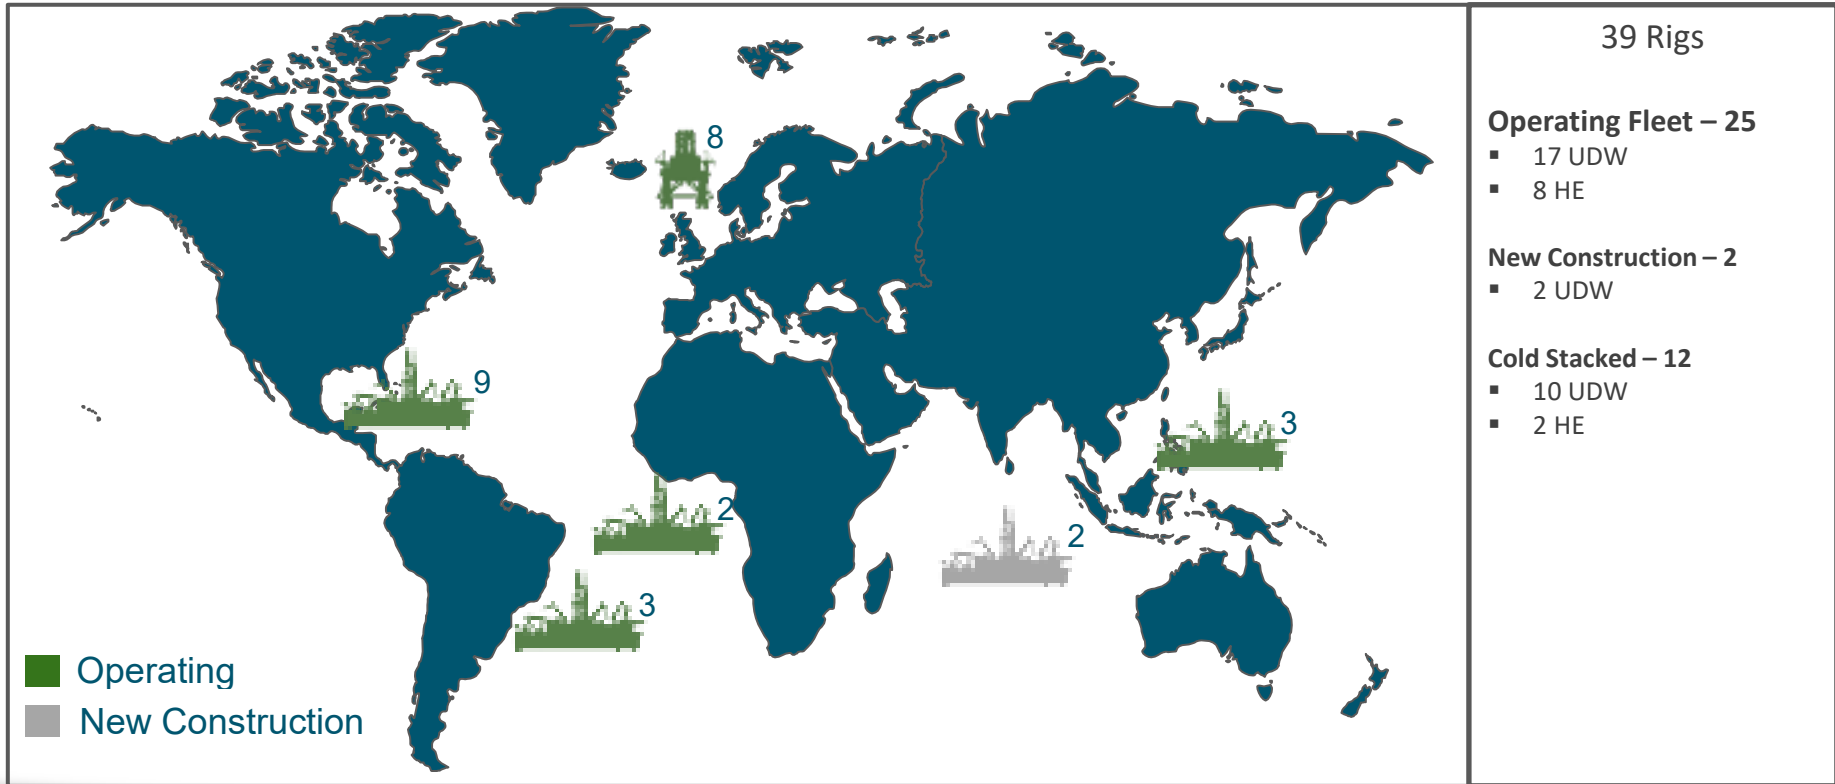 39 Rigs
8
Operating Fleet – 25
▪ 17 UDW
▪ 8 HE
New Construction – 2
▪ 2 UDW
Cold Stacked – 12
▪ 10 UDW
▪ 2 HE
9
3
2
2
3
Operating
New Construction